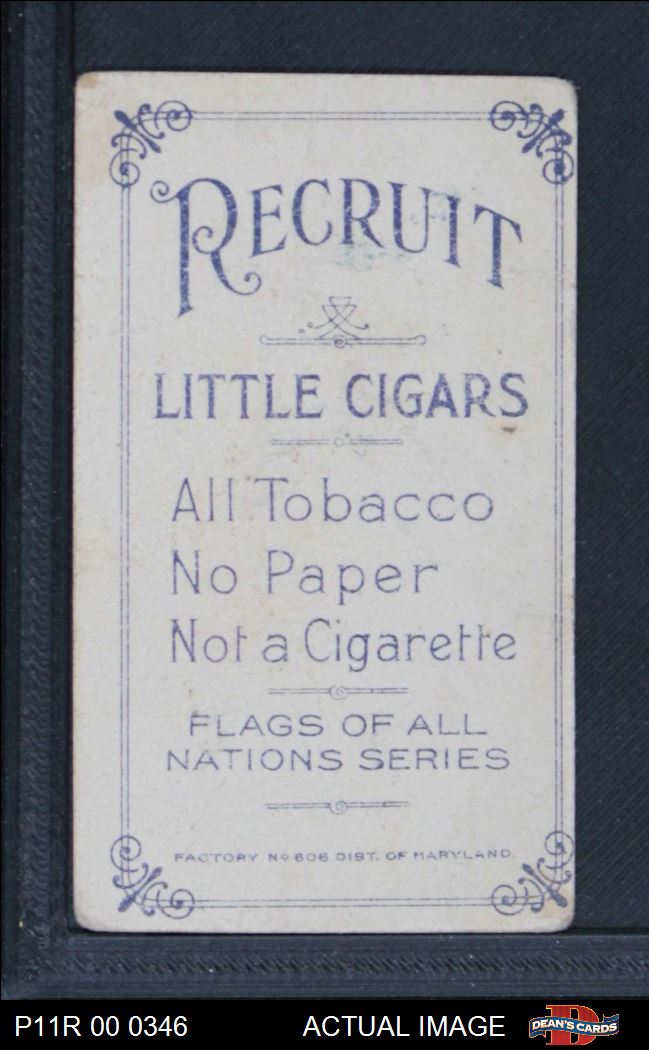 RECRUIT
LITTLE CIGARS
All Tobacco
No Paper
Not a Cigarette
FLAGS OF ALL
NATIONS SERIES
FACTORY Nº 606 DIST. OF MARYLAND.
P11R 00 0346
ACTUAL IMAGE
DEAN'S CARDS